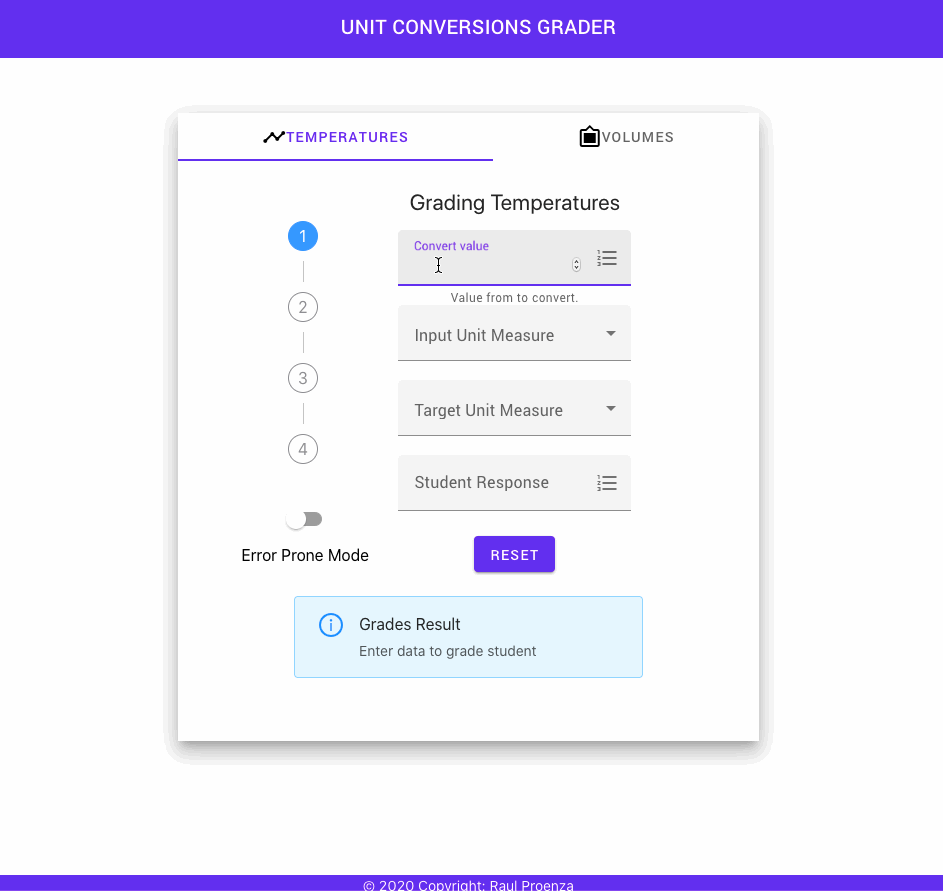 UNIT CONVERSIONS GRADER
TEMPERATURES
VOLUMES
Grading Temperatures
1
Convert value
Value from to convert.
2
Input Unit Measure
3
Target Unit Measure
4
Student Response
Error Prone Mode
RESET
Grades Result
Enter data to grade student
© 2020 Copyright: Raul Proenza